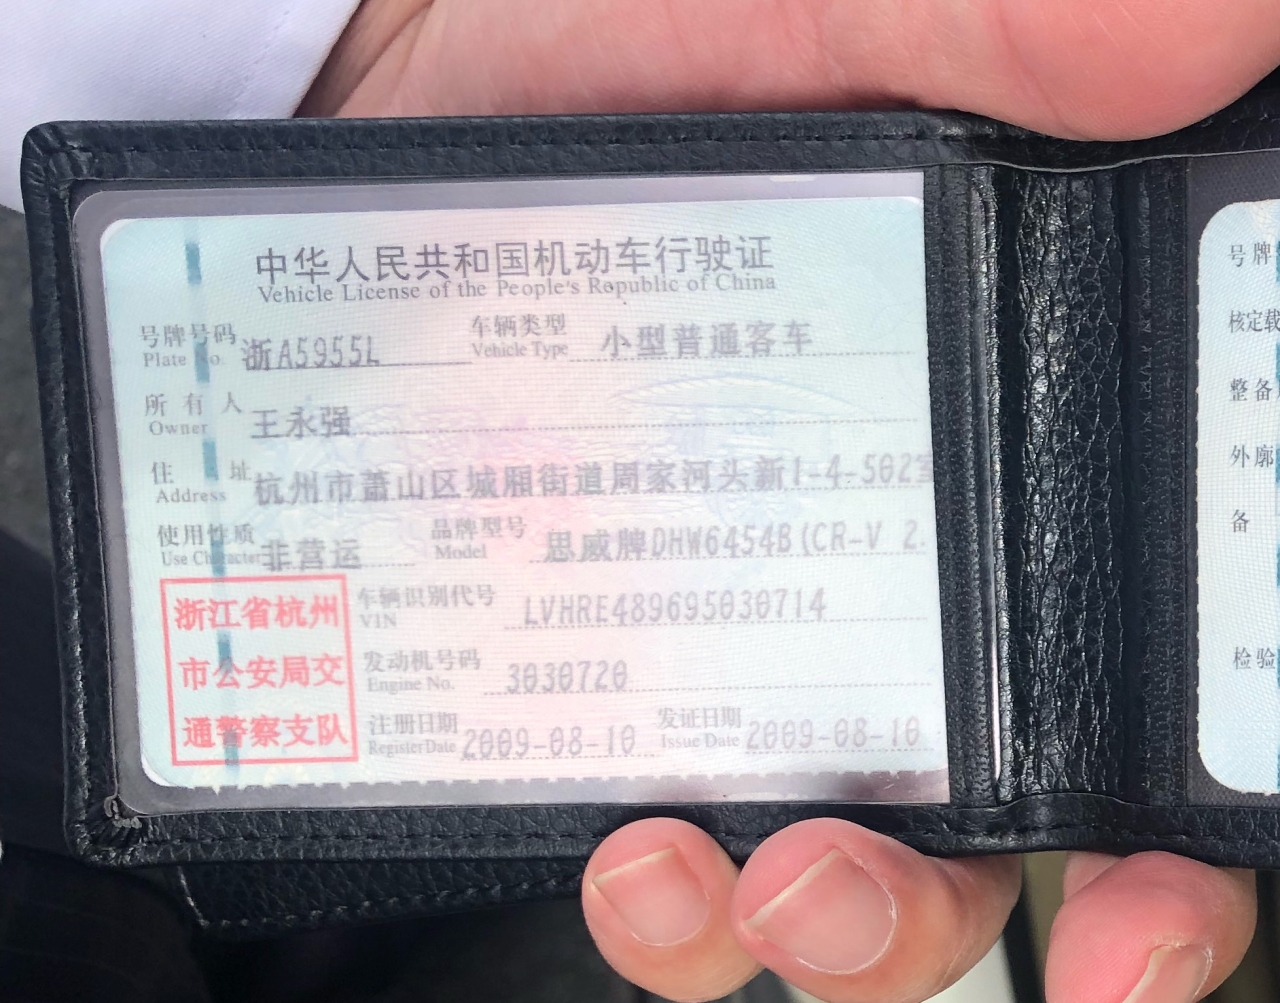 中华人民共和国机动车行驶证
Vehicle License of the People's Republic of China
号牌号码 浙A5955L 车辆类型 小型普通客车
Plate No. Vehicle Type
所有人 王永强
Owner
住址 杭州市萧山区城厢街道周家河头新1-4-502室
Address
使用性质 非营运 品牌型号 思威牌DHW6454B(CR-V 2.
Use Character Model
浙江省杭州
市公安局交
通警察支队
车辆识别代号 LVHRE489695030714
VIN
发动机号码 3030720
Engine No.
注册日期 2009-08-10 发证日期 2009-08-10
Register Date Issue Date
号牌
核定载
整备
外廓
备
检验